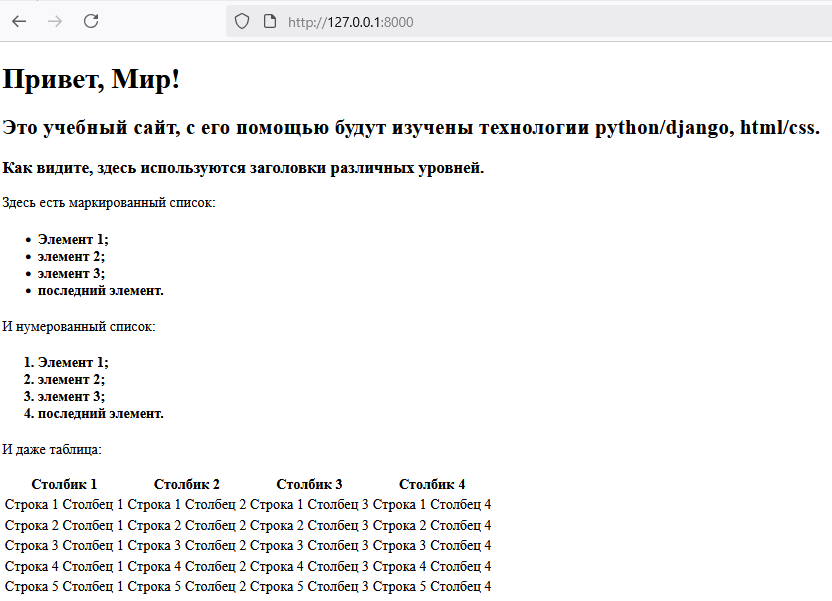 http://127.0.0.1:8000
Привет, Мир!
Это учебный сайт, с его помощью будут изучены технологии python/django, html/css.
Как видите, здесь используются заголовки различных уровней.
Здесь есть маркированный список:
• Элемент 1;
• элемент 2;
• элемент 3;
• последний элемент.
И нумерованный список:
1. Элемент 1;
2. элемент 2;
3. элемент 3;
4. последний элемент.
И даже таблица:
Столбик 1 Столбик 2 Столбик 3 Столбик 4
Строка 1 Столбец 1 Строка 1 Столбец 2 Строка 1 Столбец 3 Строка 1 Столбец 4
Строка 2 Столбец 1 Строка 2 Столбец 2 Строка 2 Столбец 3 Строка 2 Столбец 4
Строка 3 Столбец 1 Строка 3 Столбец 2 Строка 3 Столбец 3 Строка 3 Столбец 4
Строка 4 Столбец 1 Строка 4 Столбец 2 Строка 4 Столбец 3 Строка 4 Столбец 4
Строка 5 Столбец 1 Строка 5 Столбец 2 Строка 5 Столбец 3 Строка 5 Столбец 4